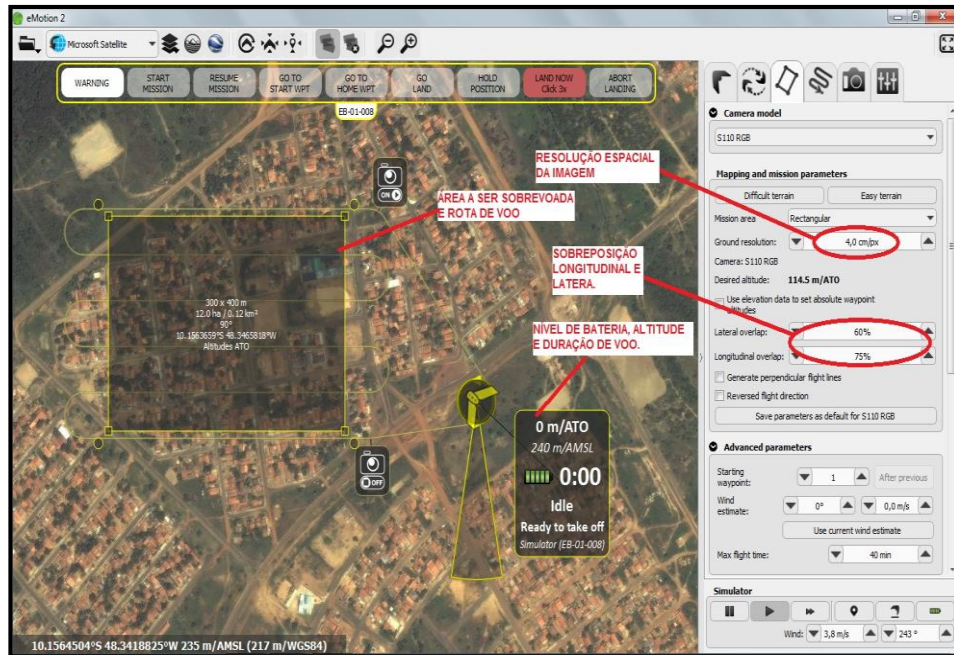 eMotion 2
Microsoft Satellite
WARNING
START
MISSION
RESUME
MISSION
GO TO
START WPT
GO TO
HOME WPT
GO
LAND
HOLD
POSITION
LAND NOW
Click 3x
ABORT
LANDING
EB-01-008
ON
ÁREA A SER SOBREVOADA
E ROTA DE VOO
RESOLUÇÃO ESPACIAL
DA IMAGEM
SOBREPOSIÇÃO
LONGITUDINAL E
LATERA.
NÍVEL DE BATERIA, ALTITUDE
E DURAÇÃO DE VOO.
300 x 400 m
12.0 ha / 0.12 km²
90°
10.1563659°S 48.3465818°W
Altitudes ATO
OFF
0 m/ATO
240 m/AMSL
0:00
Idle
Ready to take off
Simulator (EB-01-008)
10.1564504°S 48.3418825°W 235 m/AMSL (217 m/WGS84)
Camera model
S110 RGB
Mapping and mission parameters
Difficult terrain
Easy terrain
Mission area
Rectangular
Ground resolution:
4,0 cm/px
Camera: S110 RGB
Desired altitude:
114.5 m/ATO
Use elevation data to set absolute waypoint
altitudes
Lateral overlap:
60%
Longitudinal overlap:
75%
Generate perpendicular flight lines
Reversed flight direction
Save parameters as default for S110 RGB
Advanced parameters
Starting
waypoint:
1
After previous
Wind
estimate:
0°
0,0 m/s
Use current wind estimate
Max flight time:
40 min
Simulator
Wind:
3,8 m/s
243 °